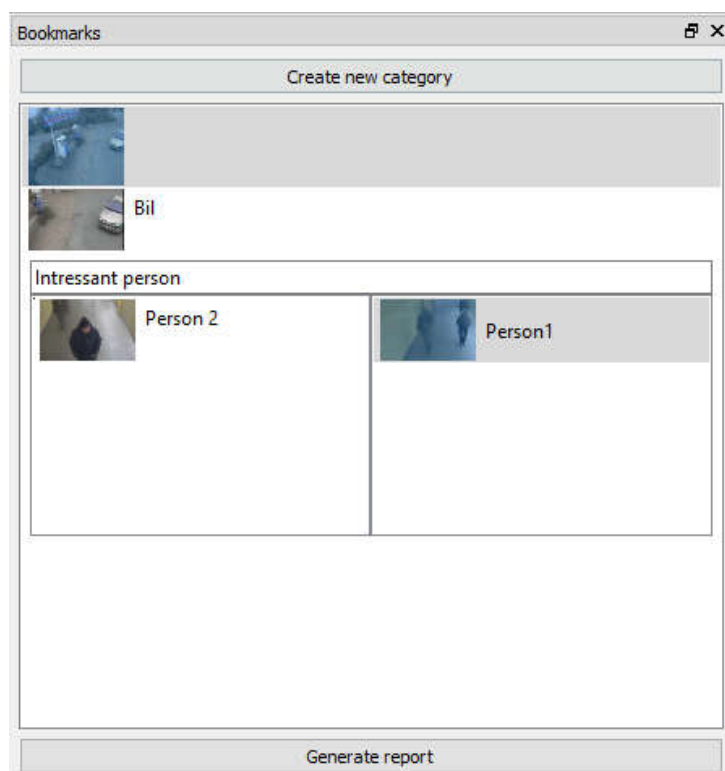 Bookmarks
Create new category
Bil
Intressant person
Person 2
Person1
Generate report